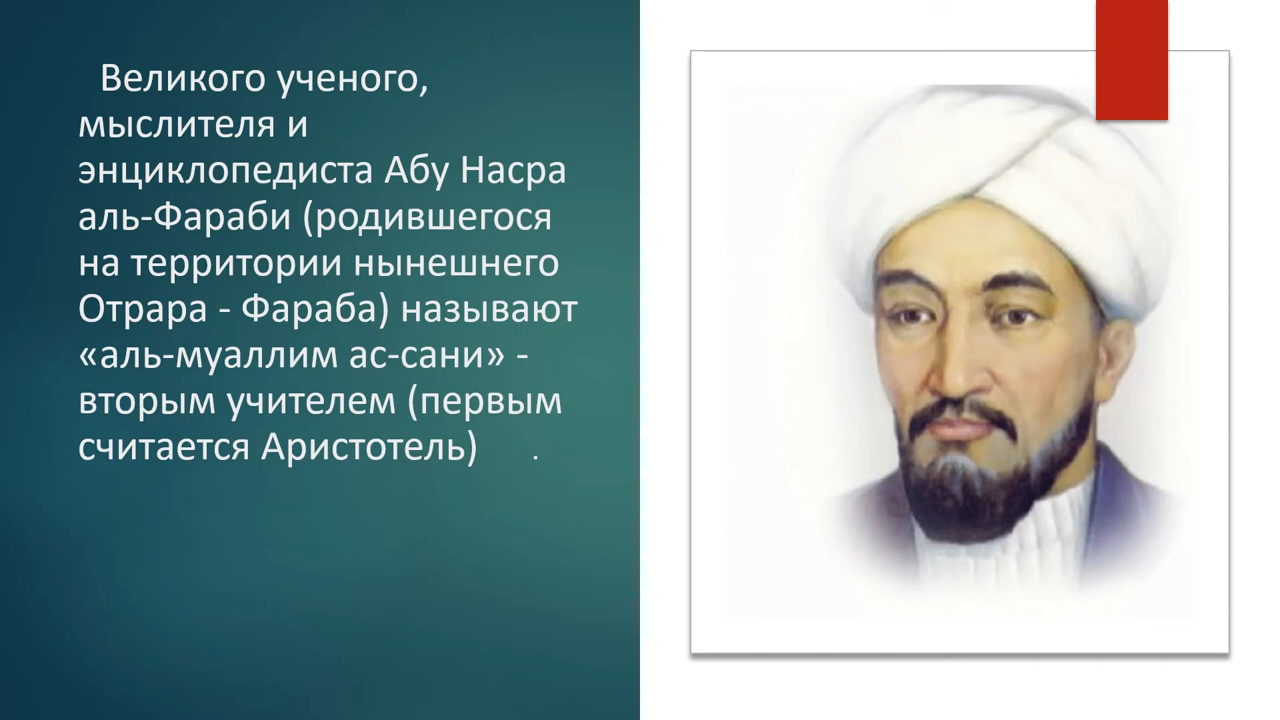 Великого ученого,
мыслителя и
энциклопедиста Абу Насра
аль-Фараби (родившегося
на территории нынешнего
Отрара - Фараба) называют
«аль-муаллим ас-сани» -
вторым учителем (первым
считается Аристотель) .